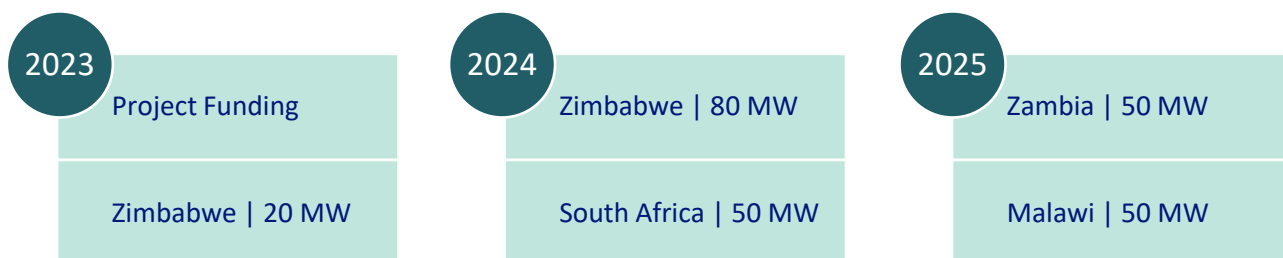 2023
Project Funding
Zimbabwe | 20 MW
2024
Zimbabwe | 80 MW
South Africa | 50 MW
2025
Zambia | 50 MW
Malawi | 50 MW